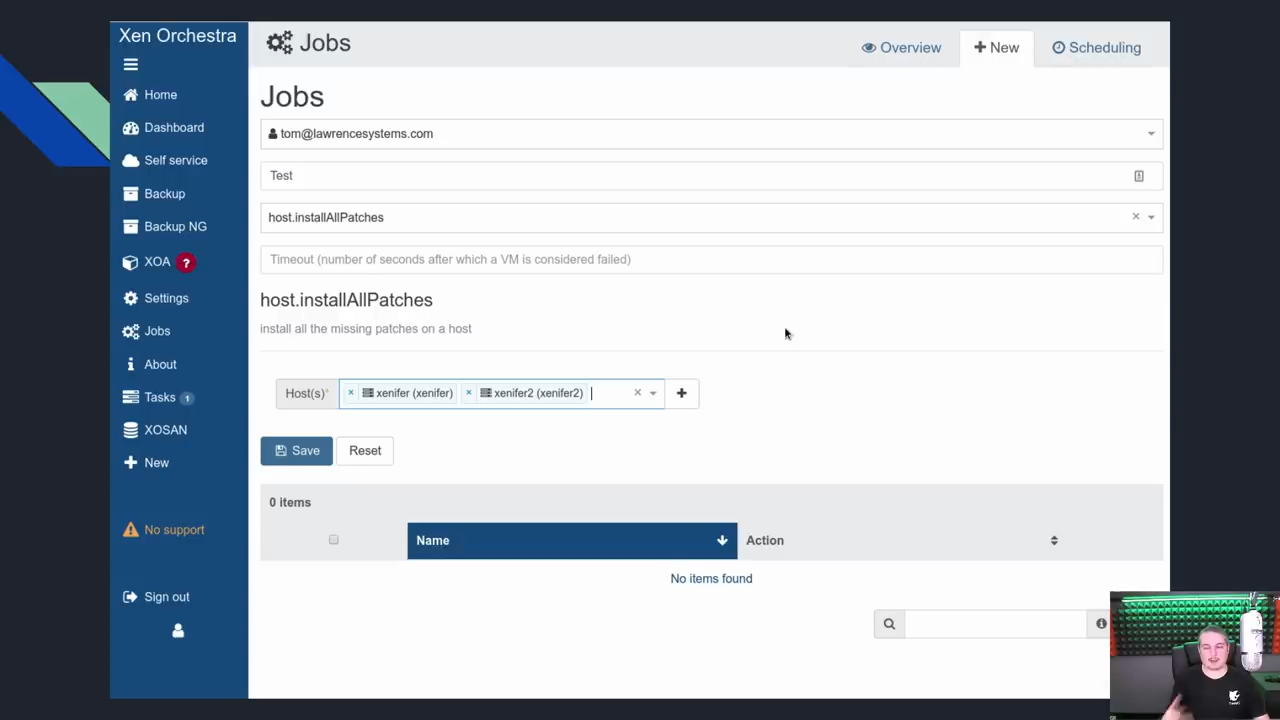 Xen Orchestra
Home
Dashboard
Self service
Backup
Backup NG
XOA ?
Settings
Jobs
About
Tasks 1
XOSAN
New
No support
Sign out
Jobs
Overview
New
Scheduling
Jobs
tom@lawrencesystems.com
Test
host.installAllPatches
Timeout (number of seconds after which a VM is considered failed)
host.installAllPatches
install all the missing patches on a host
Host(s)* × xenifer (xenifer) × xenifer2 (xenifer2) ×
Save Reset
0 items
Name Action
No items found